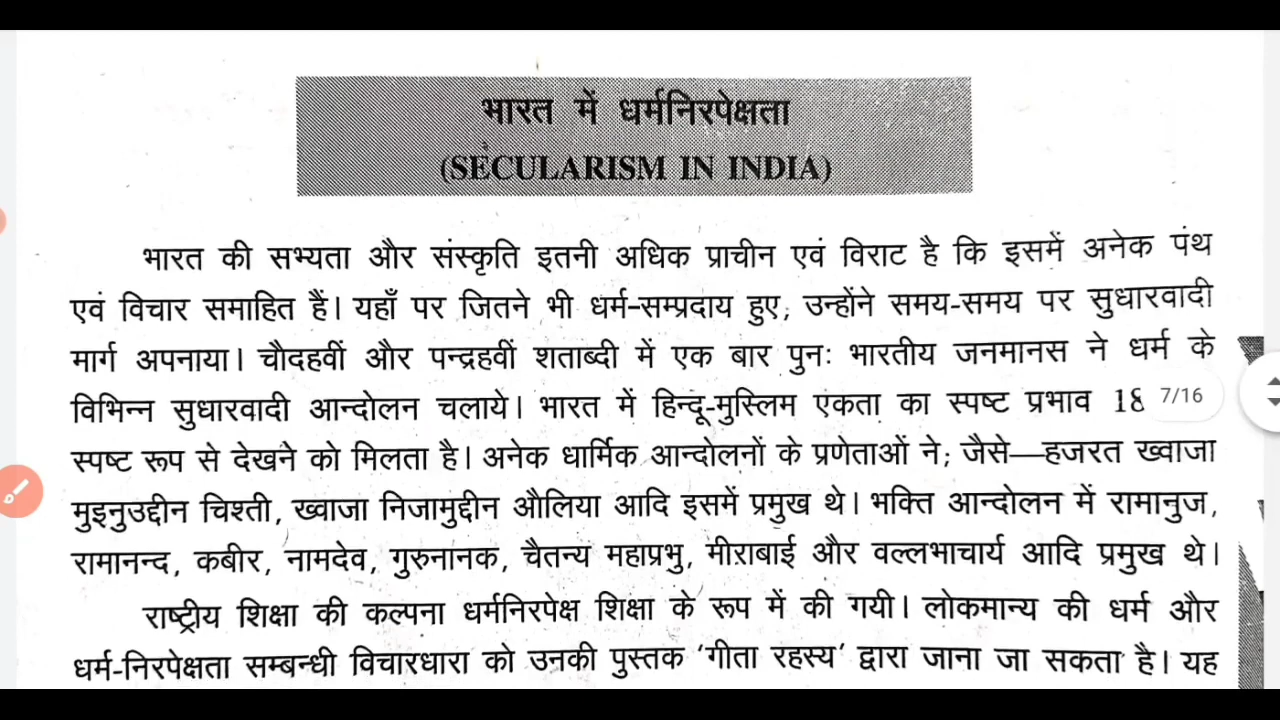 भारत में धर्मनिरपेक्षता
(SECULARISM IN INDIA)
भारत की सभ्यता और संस्कृति इतनी अधिक प्राचीन एवं विराट है कि इसमें अनेक पंथ
एवं विचार समाहित हैं। यहाँ पर जितने भी धर्म-सम्प्रदाय हुए, उन्होंने समय-समय पर सुधारवादी
मार्ग अपनाया। चौदहवीं और पन्द्रहवीं शताब्दी में एक बार पुनः भारतीय जनमानस ने धर्म के
विभिन्न सुधारवादी आन्दोलन चलाये। भारत में हिन्दू-मुस्लिम एकता का स्पष्ट प्रभाव 18
7/16
स्पष्ट रूप से देखने को मिलता है। अनेक धार्मिक आन्दोलनों के प्रणेताओं ने; जैसे—हजरत ख्वाजा
मुइनुउद्दीन चिश्ती, ख्वाजा निजामुद्दीन औलिया आदि इसमें प्रमुख थे। भक्ति आन्दोलन में रामानुज,
रामानन्द, कबीर, नामदेव, गुरुनानक, चैतन्य महाप्रभु, मीराबाई और वल्लभाचार्य आदि प्रमुख थे।
राष्ट्रीय शिक्षा की कल्पना धर्मनिरपेक्ष शिक्षा के रूप में की गयी। लोकमान्य की धर्म और
धर्म-निरपेक्षता सम्बन्धी विचारधारा को उनकी पुस्तक ‘गीता रहस्य’ द्वारा जाना जा सकता है। यह